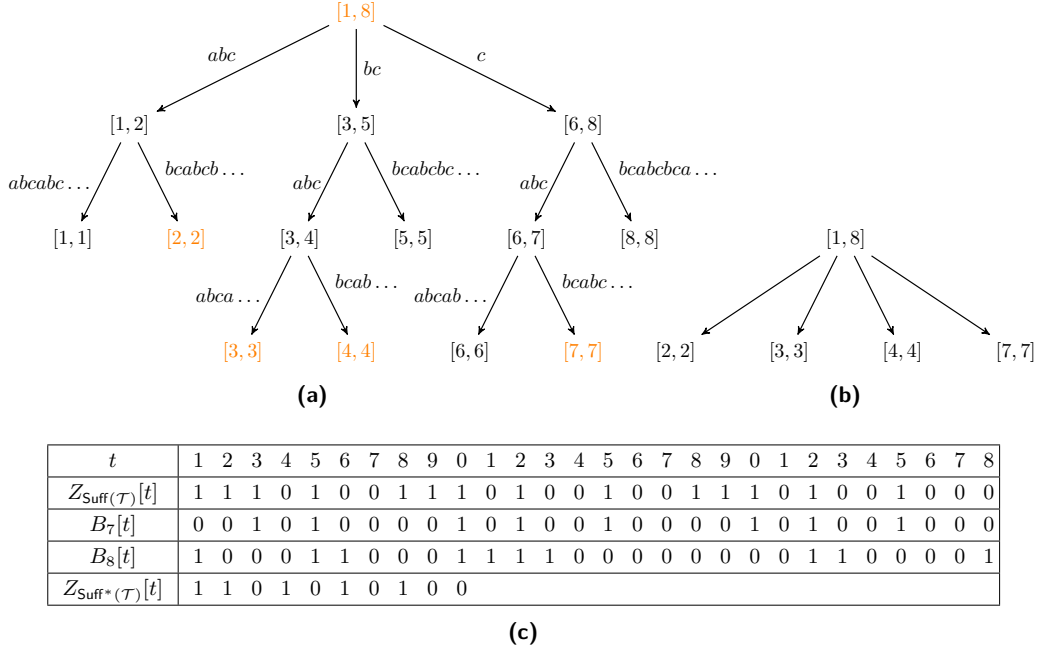 [1, 8]
abc
bc
c
[1, 2] [3, 5] [6, 8]
abcabc . . . bcabcb . . . abc bcabcbc . . . abc bcabcbca . . .
[1, 1] [2, 2] [3, 4] [5, 5] [6, 7] [8, 8] [1, 8]
abca . . . bcab . . . abcab . . . bcabc . . .
[3, 3] [4, 4] [6, 6] [7, 7] [2, 2] [3, 3] [4, 4] [7, 7]
(a) (b)
t 1 2 3 4 5 6 7 8 9 0 1 2 3 4 5 6 7 8 9 0 1 2 3 4 5 6 7 8
Z_{Suff(𝒯)}[t] 1 1 1 0 1 0 0 1 1 1 0 1 0 0 1 0 0 1 1 1 0 1 0 0 1 0 0 0
B_7[t] 0 0 1 0 1 0 0 0 0 1 0 1 0 0 1 0 0 0 0 1 0 1 0 0 1 0 0 0
B_8[t] 1 0 0 0 1 1 0 0 0 1 1 1 1 0 0 0 0 0 0 0 0 1 1 0 0 0 0 1
Z_{Suff*(𝒯)}[t] 1 1 0 1 0 1 0 1 0 0
(c)